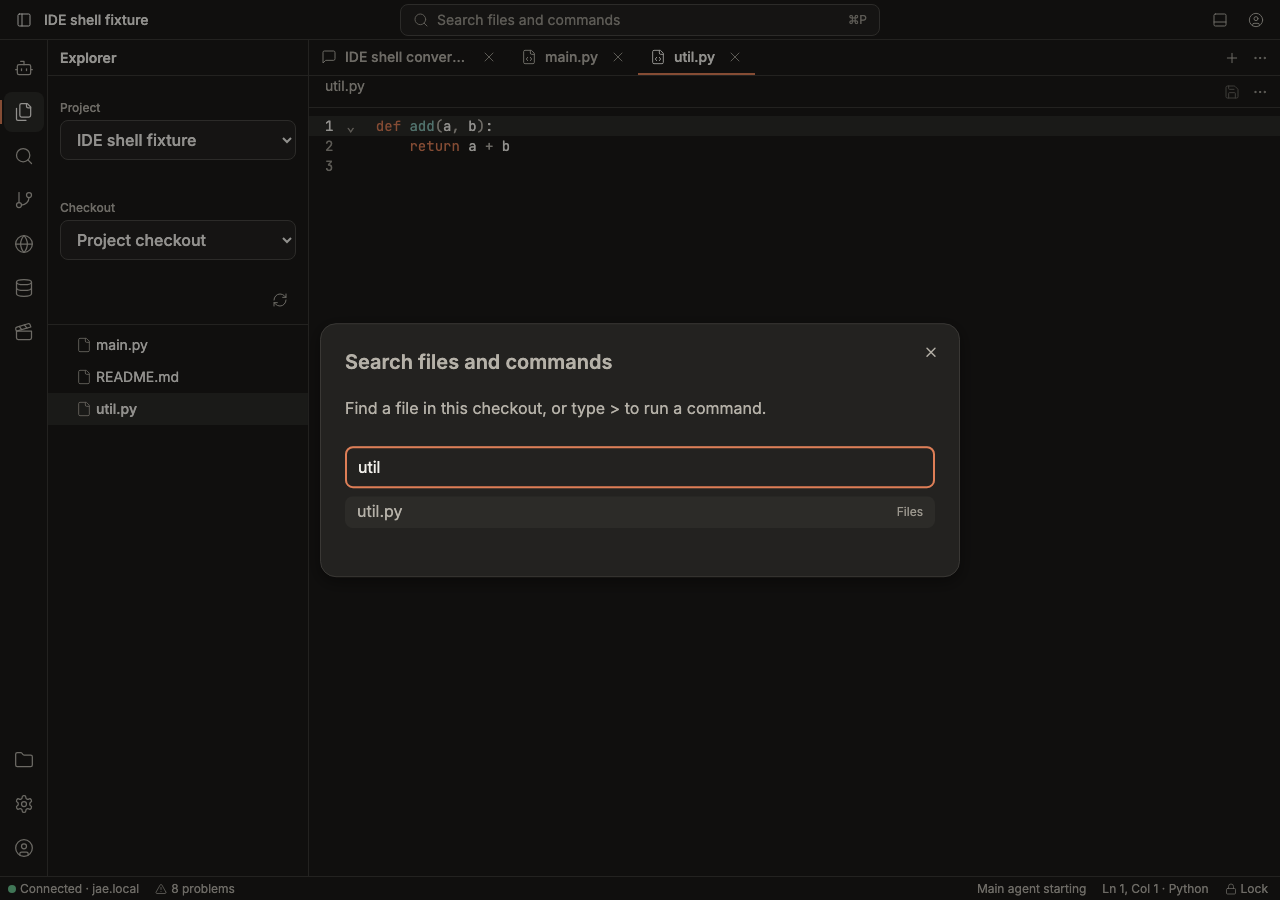 IDE shell fixture
Search files and commands ⌘P
Explorer
IDE shell conver...
main.py
util.py
util.py
Project
IDE shell fixture
Checkout
Project checkout
main.py
README.md
util.py
1 def add(a, b):
2 return a + b
3
Search files and commands
Find a file in this checkout, or type > to run a command.
util
util.py Files
Connected · jae.local
8 problems
Main agent starting
Ln 1, Col 1 · Python
Lock